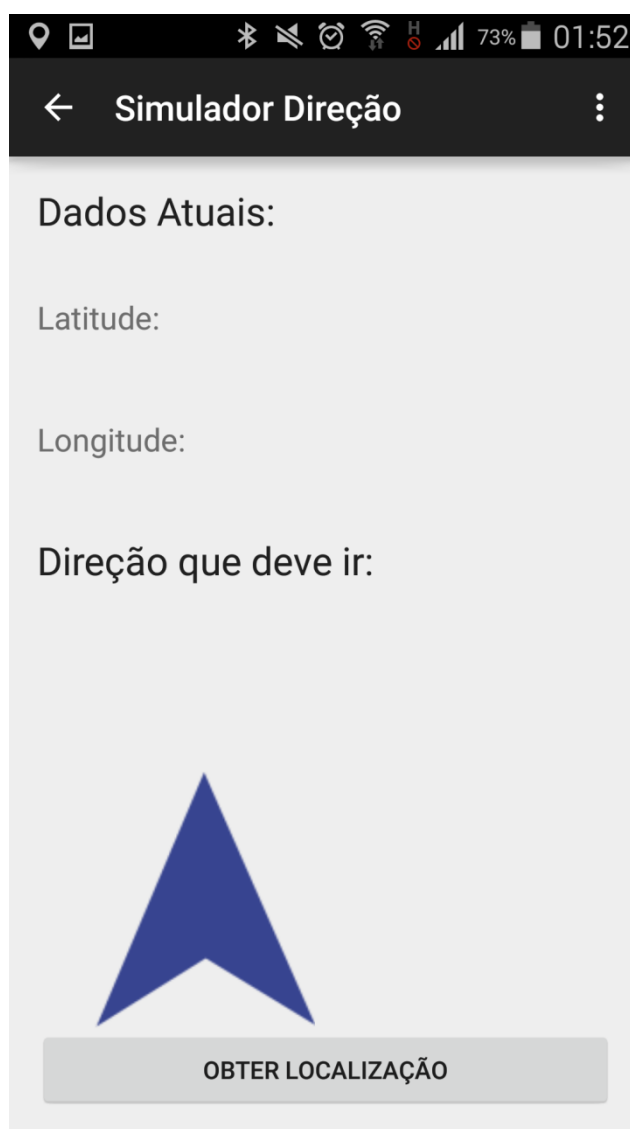 H 73% 01:52
Simulador Direção
Dados Atuais:
Latitude:
Longitude:
Direção que deve ir:
OBTER LOCALIZAÇÃO